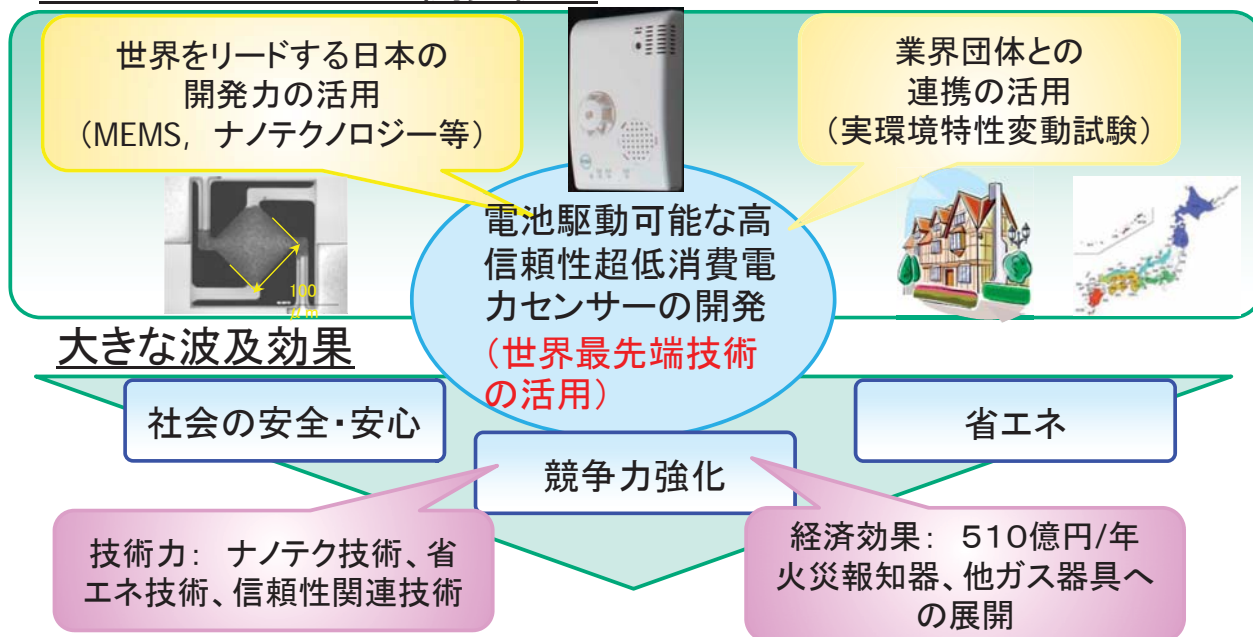 世界をリードする日本の
開発力の活用
（MEMS， ナノテクノロジー等）
業界団体との
連携の活用
（実環境特性変動試験）
100
μm
電池駆動可能な高
信頼性超低消費電
力センサーの開発
（世界最先端技術
の活用）
大きな波及効果
社会の安全・安心
省エネ
競争力強化
技術力： ナノテク技術、省
エネ技術、信頼性関連技術
経済効果： 510億円/年
火災報知器、他ガス器具へ
の展開